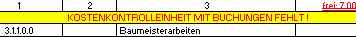 1 2 3 frei: 7.00
KOSTENKONTROLLEINHEIT MIT BUCHUNGEN FEHLT !
3.1.1.0.0 Baumeisterarbeiten